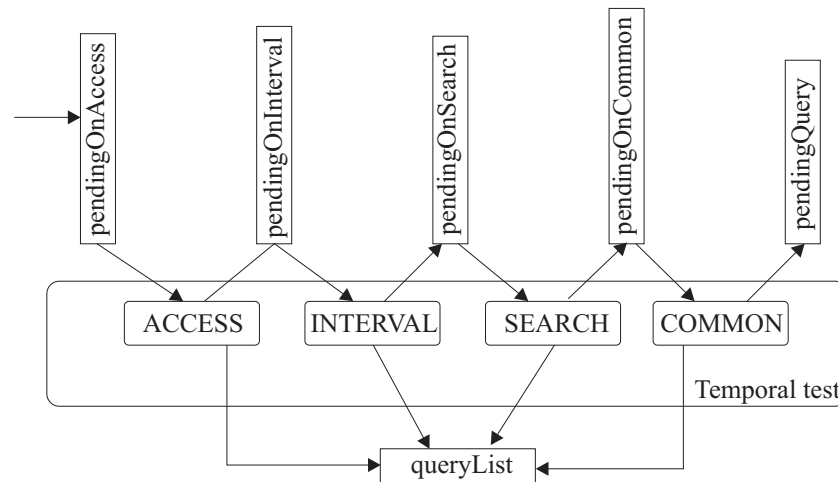 pendingOnAccess
pendingOnInterval
pendingOnSearch
pendingOnCommon
pendingQuery
ACCESS
INTERVAL
SEARCH
COMMON
Temporal test
queryList